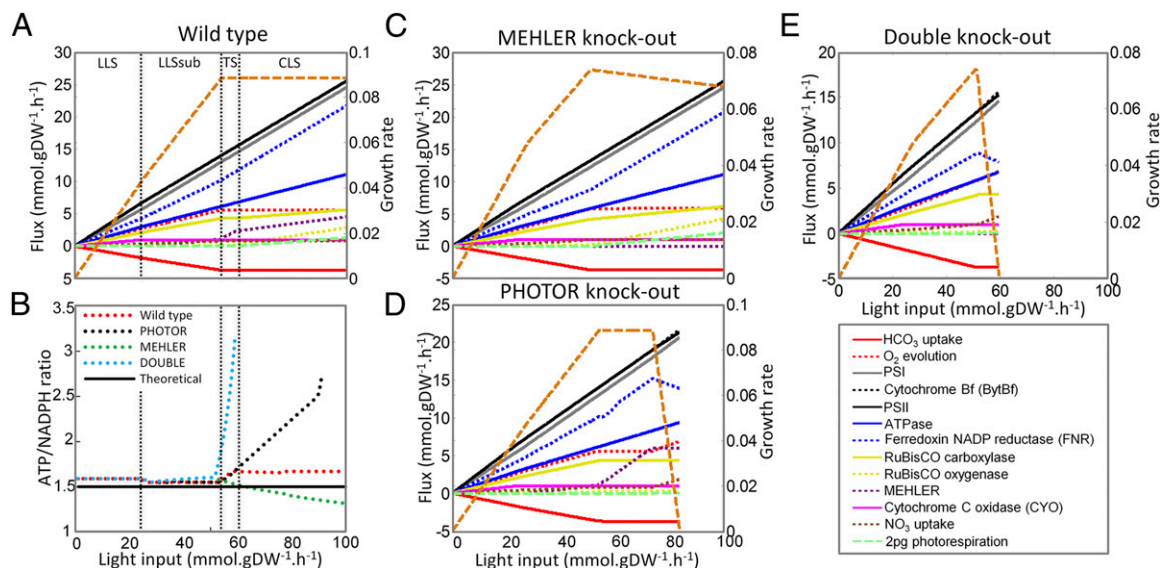 A
Wild type
LLS
LLSsub
TS
CLS
Flux (mmol.gDW-1.h-1)
30
25
20
15
10
5
0
5
0.1
0.08
0.06
0.04
0.02
0
Growth rate
B
ATP/NADPH ratio
3.5
3
2.5
2
1.5
1
Wild type
PHOTOR
MEHLER
DOUBLE
Theoretical
0 20 40 60 80 100
Light input (mmol.gDW-1.h-1)
C
MEHLER knock-out
Flux (mmol.gDW-1.h-1)
30
25
20
15
10
5
0
5
0.08
0.06
0.04
0.02
0
Growth rate
D
PHOTOR knock-out
Flux (mmol.gDW-1.h-1)
30
25
20
15
10
5
0
-5
0.1
0.08
0.06
0.04
0.02
0
Growth rate
0 20 40 60 80 100
Light input (mmol.gDW-1.h-1)
E
Double knock-out
Flux (mmol.gDW-1.h-1)
20
15
10
5
0
-5
0.08
0.06
0.04
0.02
0
Growth rate
0 20 40 60 80 100
Light input (mmol.gDW-1.h-1)
HCO3 uptake
O2 evolution
PSI
Cytochrome Bf (BytBf)
PSII
ATPase
Ferredoxin NADP reductase (FNR)
RuBisCO carboxylase
RuBisCO oxygenase
MEHLER
Cytochrome C oxidase (CYO)
NO3 uptake
2pg photorespiration